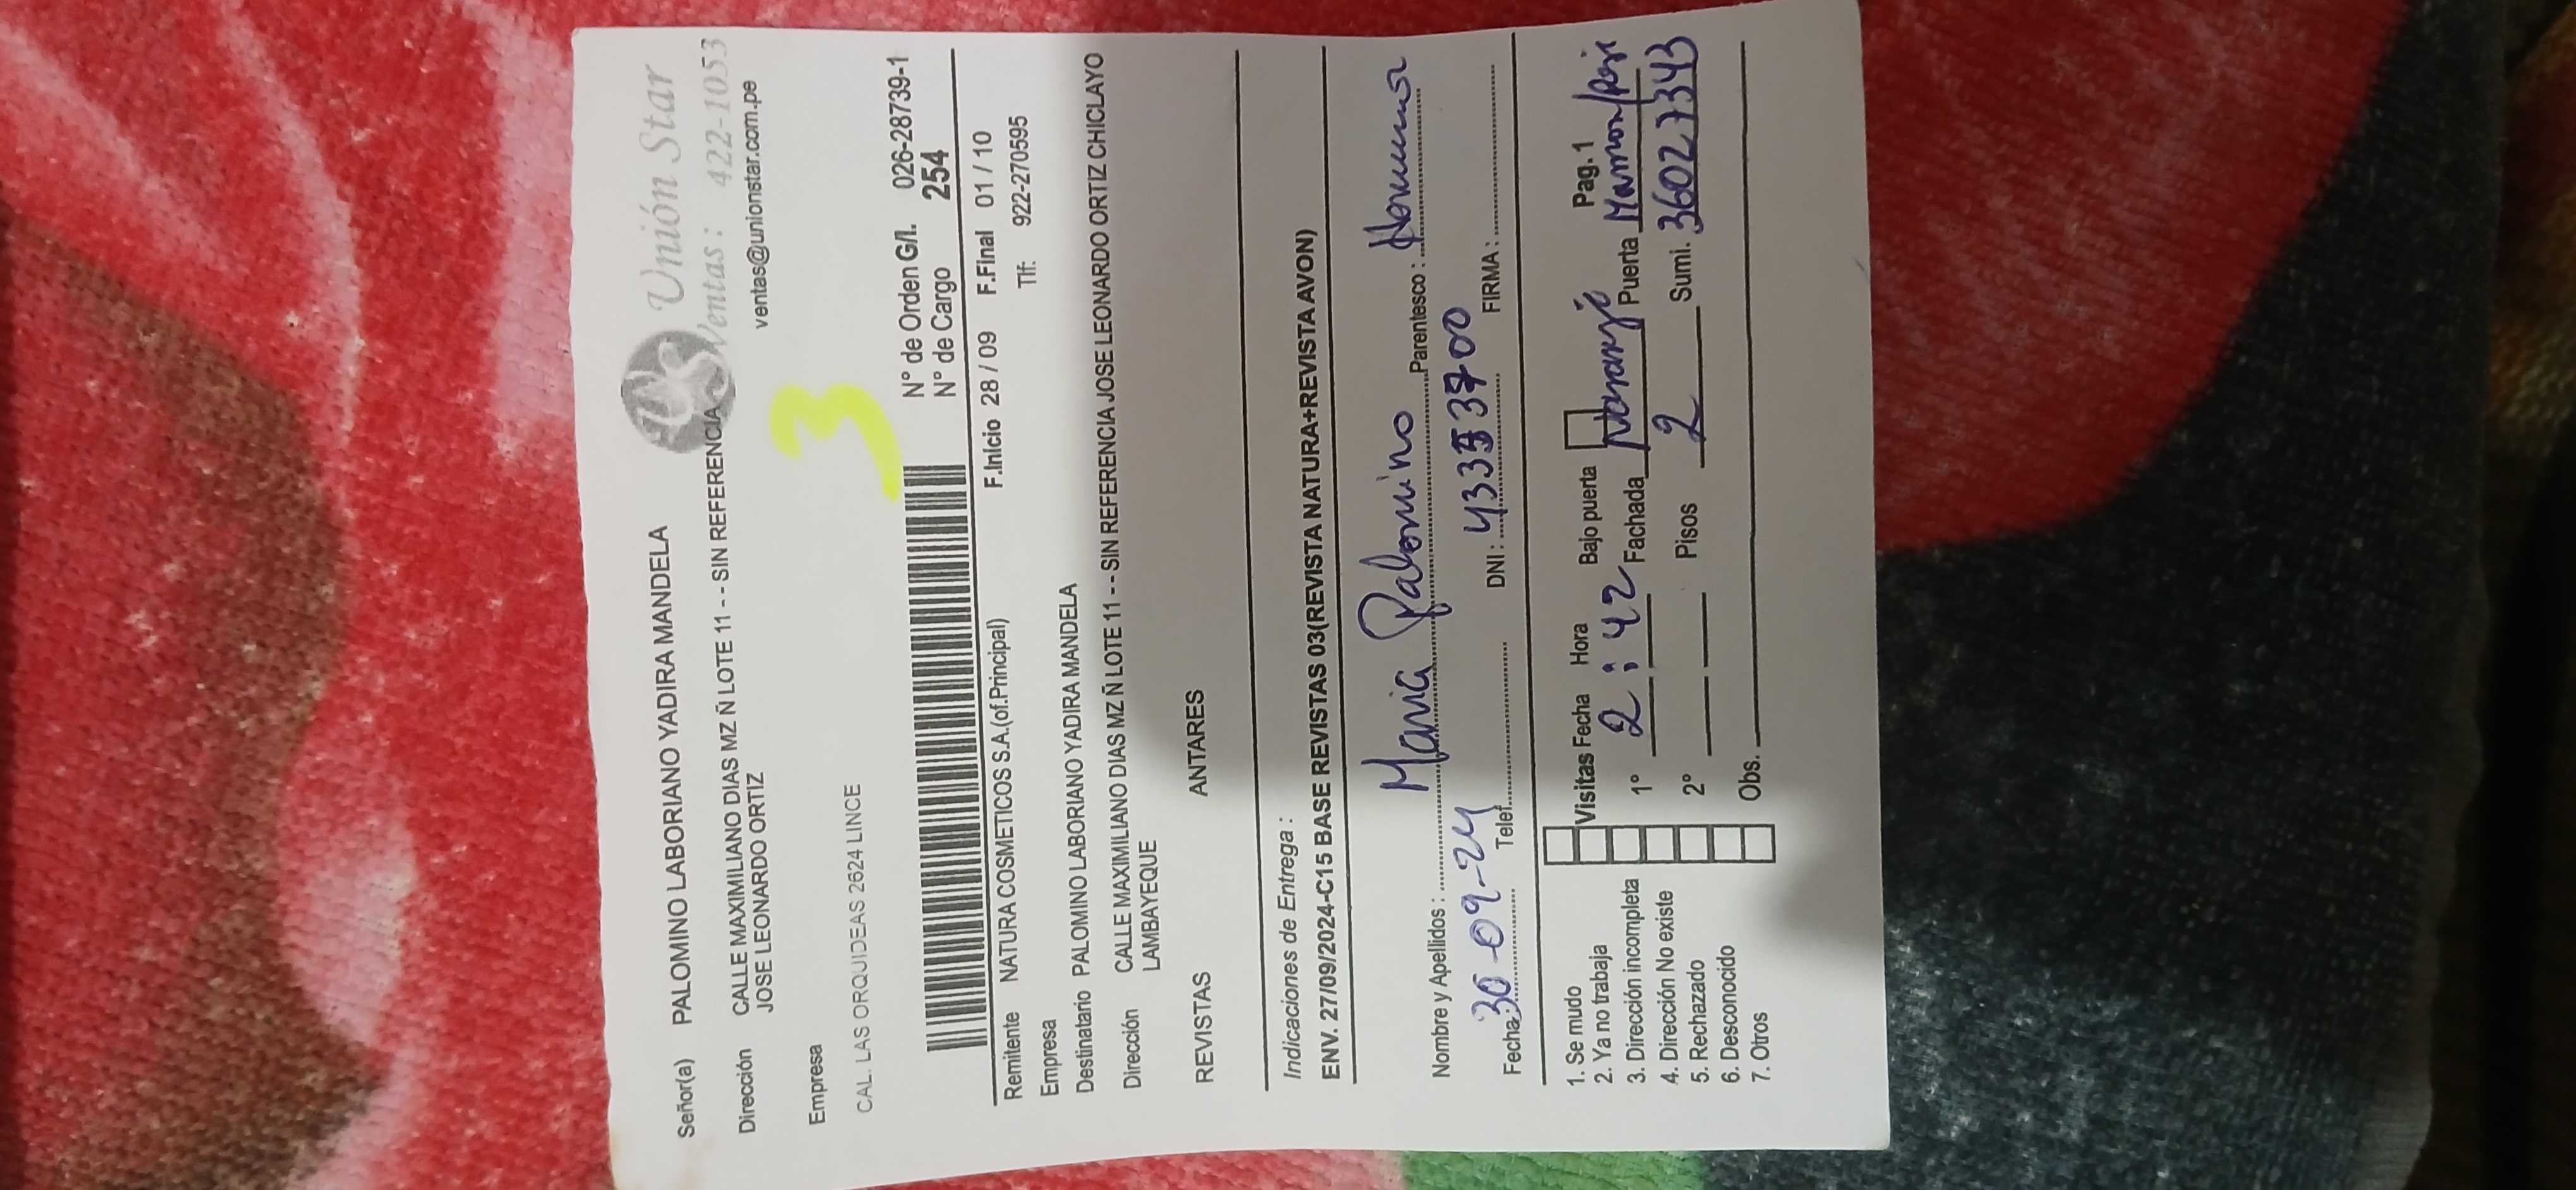 Unión Star
Ventas: 422-1053
ventas@unionstar.com.pe
Señor(a) PALOMINO LABORIANO YADIRA MANDELA
Dirección CALLE MAXIMILIANO DIAS MZ Ñ LOTE 11 - - SIN REFERENCIA
JOSE LEONARDO ORTIZ
3
Empresa
CAL. LAS ORQUIDEAS 2624 LINCE
N° de Orden G/I. 026-28739-1
N° de Cargo 254
F.Inicio 28 / 09 F.Final 01 / 10
Remitente NATURA COSMETICOS S.A.(of.Principal) Tlf: 922-270595
Empresa
Destinatario PALOMINO LABORIANO YADIRA MANDELA
Dirección CALLE MAXIMILIANO DIAS MZ Ñ LOTE 11 - - SIN REFERENCIA JOSE LEONARDO ORTIZ CHICLAYO
LAMBAYEQUE
REVISTAS ANTARES
Indicaciones de Entrega :
ENV. 27/09/2024-C15 BASE REVISTAS 03(REVISTA NATURA+REVISTA AVON)
Nombre y Apellidos : Maria Palomino Parentesco : Hermana
Fecha: 30-09-24 Telef. DNI : FIRMA :
1. Se mudo Visitas Fecha Hora Bajo puerta Pag. 1
2. Ya no trabaja 1° 2:42 Fachada Naranja Puerta Marron/
3. Dirección incompleta
4. Dirección No existe 2° Pisos 2 Sumi. 36027343
5. Rechazado
6. Desconocido Obs.
7. Otros